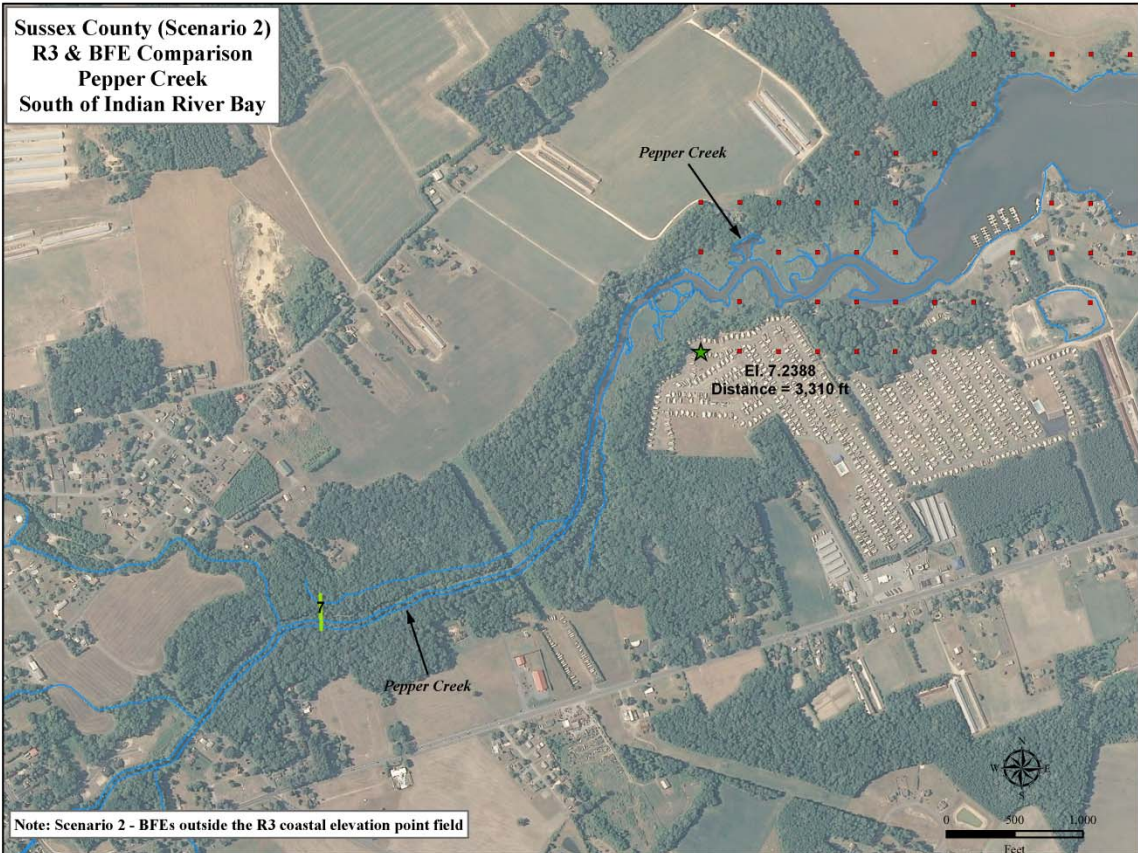 Sussex County (Scenario 2)
R3 & BFE Comparison
Pepper Creek
South of Indian River Bay
Pepper Creek
El. 7.2388
Distance = 3,310 ft
7
Pepper Creek
N
W E
S
Note: Scenario 2 - BFEs outside the R3 coastal elevation point field
0 500 1,000
Feet